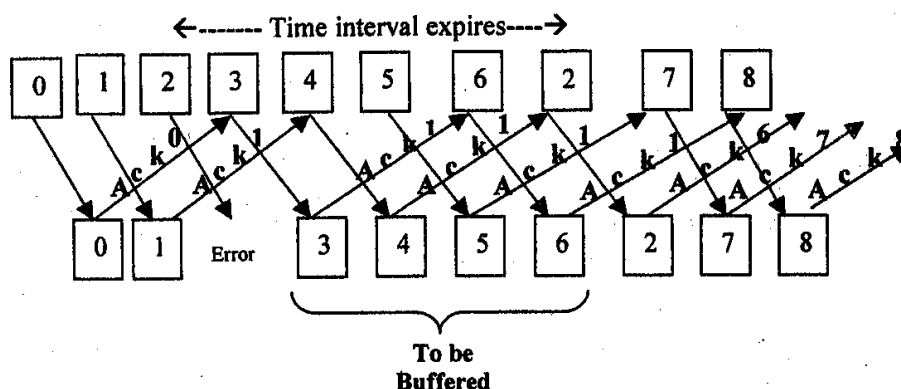 <------- Time interval expires---->
0 1 2 3 4 5 6 2 7 8
Ack 0 Ack 1 Ack 1 Ack 1 Ack 1 Ack 1 Ack 6 Ack 7 Ack 8
0 1 Error 3 4 5 6 2 7 8
To be
Buffered